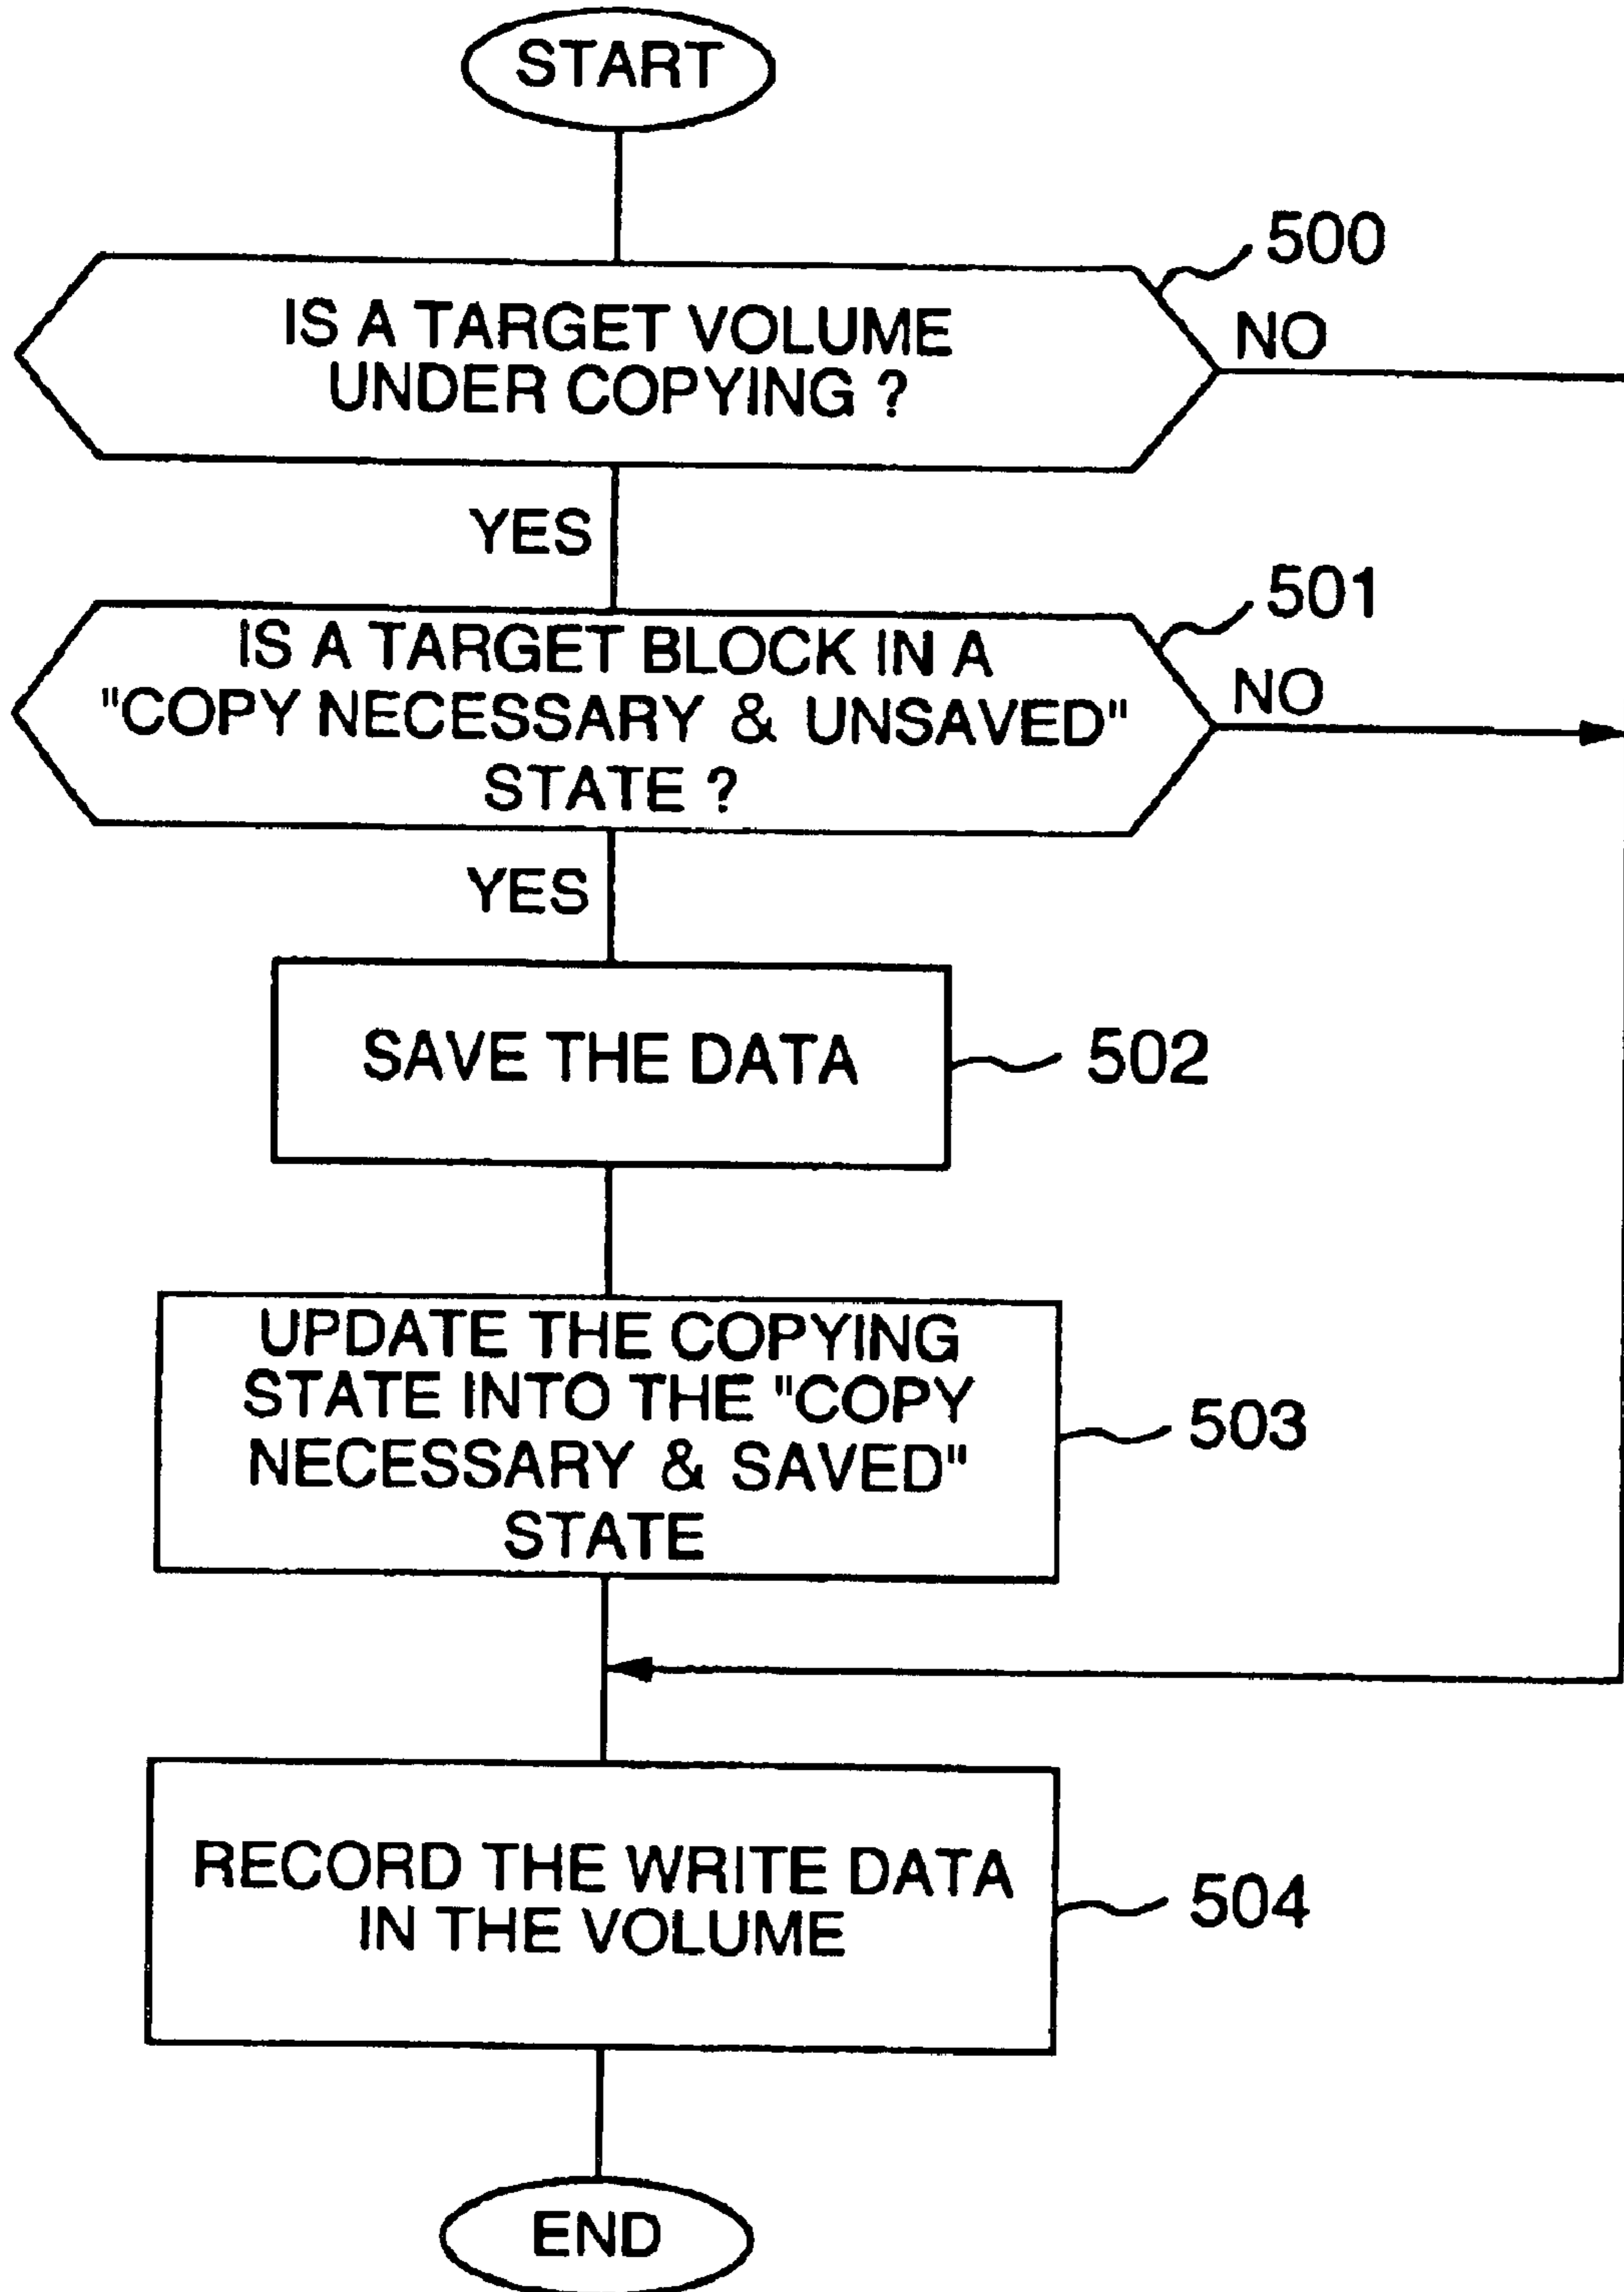 START
500
IS A TARGET VOLUME
UNDER COPYING ?
NO
YES
501
IS A TARGET BLOCK IN A
"COPY NECESSARY & UNSAVED"
STATE ?
NO
YES
SAVE THE DATA
502
UPDATE THE COPYING
STATE INTO THE "COPY
NECESSARY & SAVED"
STATE
503
RECORD THE WRITE DATA
IN THE VOLUME
504
END